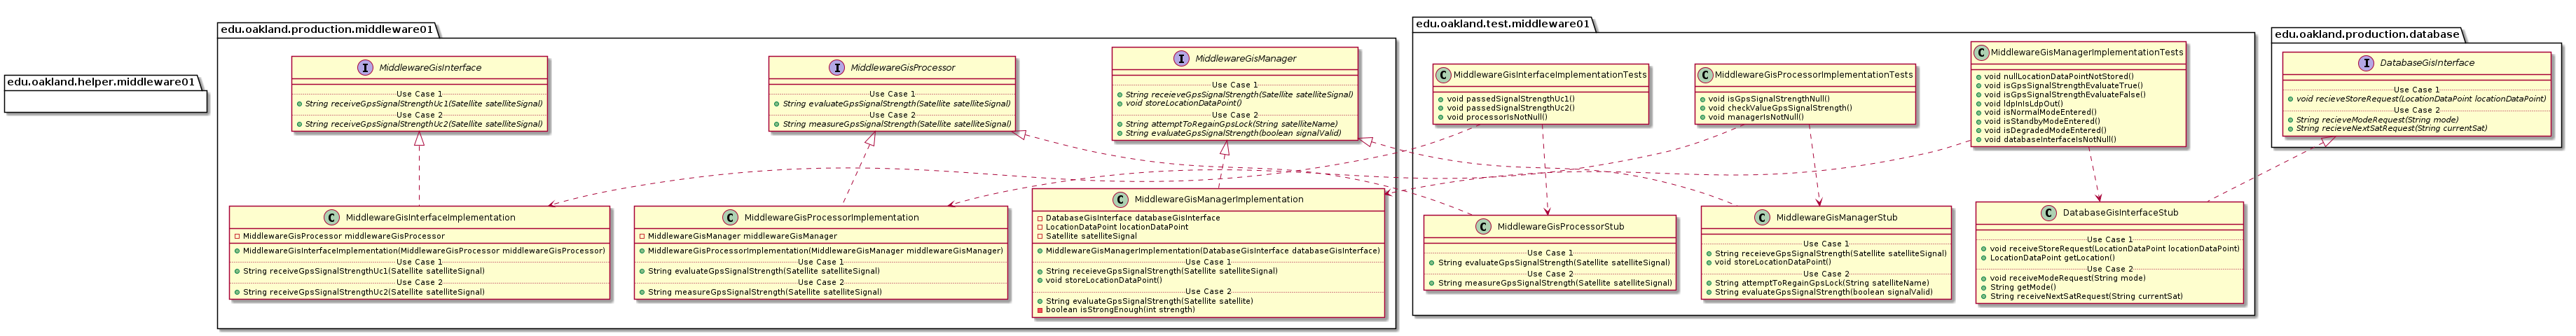 edu.oakland.helper.middleware01
edu.oakland.production.middleware01
I MiddlewareGisInterface
Use Case 1
String receiveGpsSignalStrengthUc1(Satellite satelliteSignal)
Use Case 2
String receiveGpsSignalStrengthUc2(Satellite satelliteSignal)
I MiddlewareGisProcessor
Use Case 1
String evaluateGpsSignalStrength(Satellite satelliteSignal)
Use Case 2
String measureGpsSignalStrength(Satellite satelliteSignal)
I MiddlewareGisManager
Use Case 1
String receieveGpsSignalStrength(Satellite satelliteSignal)
void storeLocationDataPoint()
Use Case 2
String attemptToRegainGpsLock(String satelliteName)
String evaluateGpsSignalStrength(boolean signalValid)
C MiddlewareGisInterfaceImplementation
MiddlewareGisProcessor middlewareGisProcessor
MiddlewareGisInterfaceImplementation(MiddlewareGisProcessor middlewareGisProcessor)
Use Case 1
String receiveGpsSignalStrengthUc1(Satellite satelliteSignal)
Use Case 2
String receiveGpsSignalStrengthUc2(Satellite satelliteSignal)
C MiddlewareGisProcessorImplementation
MiddlewareGisManager middlewareGisManager
MiddlewareGisProcessorImplementation(MiddlewareGisManager middlewareGisManager)
Use Case 1
String evaluateGpsSignalStrength(Satellite satelliteSignal)
Use Case 2
String measureGpsSignalStrength(Satellite satelliteSignal)
C MiddlewareGisManagerImplementation
DatabaseGisInterface databaseGisInterface
LocationDataPoint locationDataPoint
Satellite satelliteSignal
MiddlewareGisManagerImplementation(DatabaseGisInterface databaseGisInterface)
Use Case 1
String receieveGpsSignalStrength(Satellite satelliteSignal)
void storeLocationDataPoint()
Use Case 2
String evaluateGpsSignalStrength(Satellite satellite)
boolean isStrongEnough(int strength)
edu.oakland.test.middleware01
C MiddlewareGisInterfaceImplementationTests
void passedSignalStrengthUc1()
void passedSignalStrengthUc2()
void processorIsNotNull()
C MiddlewareGisProcessorImplementationTests
void isGpsSignalStrengthNull()
void checkValueGpsSignalStrength()
void managerIsNotNull()
C MiddlewareGisManagerImplementationTests
void nullLocationDataPointNotStored()
void isGpsSignalStrengthEvaluateTrue()
void isGpsSignalStrengthEvaluateFalse()
void ldpInIsLdpOut()
void isNormalModeEntered()
void isStandbyModeEntered()
void isDegradedModeEntered()
void databaseInterfaceIsNotNull()
C MiddlewareGisProcessorStub
Use Case 1
String evaluateGpsSignalStrength(Satellite satelliteSignal)
Use Case 2
String measureGpsSignalStrength(Satellite satelliteSignal)
C MiddlewareGisManagerStub
Use Case 1
String receieveGpsSignalStrength(Satellite satelliteSignal)
void storeLocationDataPoint()
Use Case 2
String attemptToRegainGpsLock(String satelliteName)
String evaluateGpsSignalStrength(boolean signalValid)
C DatabaseGisInterfaceStub
Use Case 1
void receiveStoreRequest(LocationDataPoint locationDataPoint)
LocationDataPoint getLocation()
Use Case 2
void receiveModeRequest(String mode)
String getMode()
String receiveNextSatRequest(String currentSat)
edu.oakland.production.database
I DatabaseGisInterface
Use Case 1
void recieveStoreRequest(LocationDataPoint locationDataPoint)
Use Case 2
String recieveModeRequest(String mode)
String recieveNextSatRequest(String currentSat)